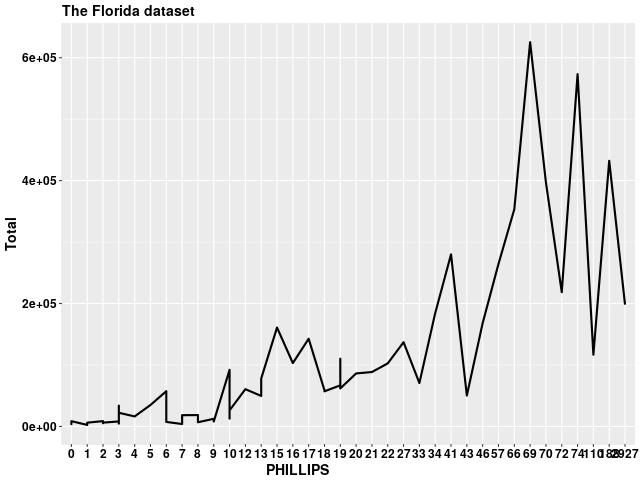 The Florida dataset
Total
6e+05
4e+05
2e+05
0e+00
0 1 2 3 4 5 6 7 8 9 10 12 13 15 16 17 18 19 20 21 22 27 33 34 41 43 46 57 66 69 70 72 74 110
PHILLIPS